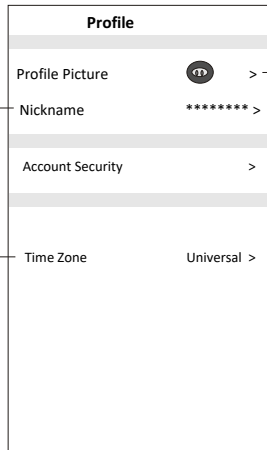 Profile
Profile Picture >
Nickname ******** >
Account Security >
Time Zone Universal >